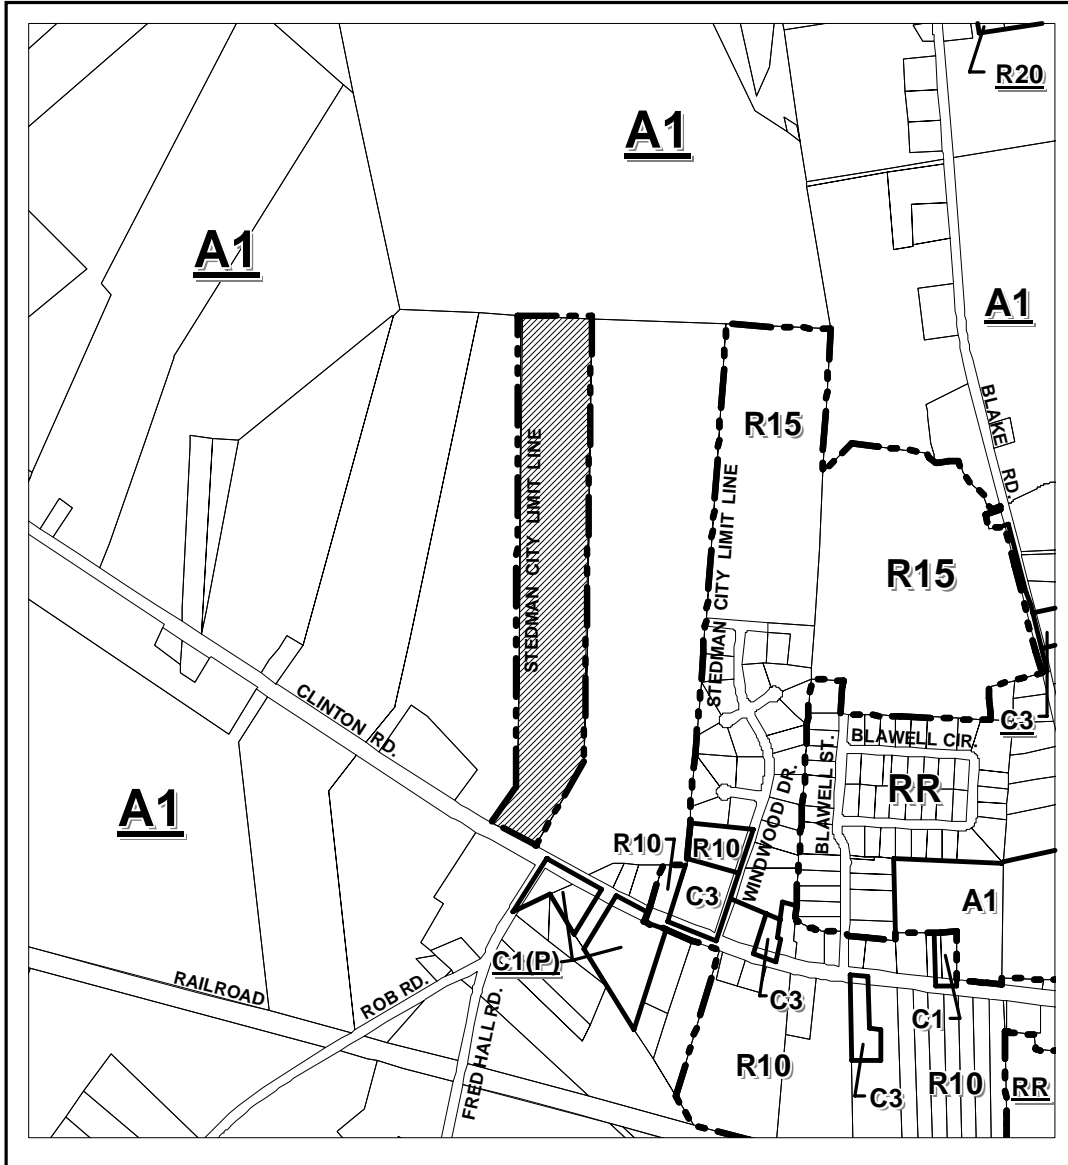 R20
A1
A1
A1
BLAKE RD.
R15
STEDMAN CITY LIMIT LINE
STEDMAN CITY LIMIT LINE
R15
CLINTON RD.
C3
BLAWELL CIR.
BLAWELL ST.
RR
WINDWOOD DR.
A1
R10
R10
C3
A1
C1(P)
RAILROAD
ROB RD.
FRED HALL RD.
C3
C1
R10
R10
C3
RR